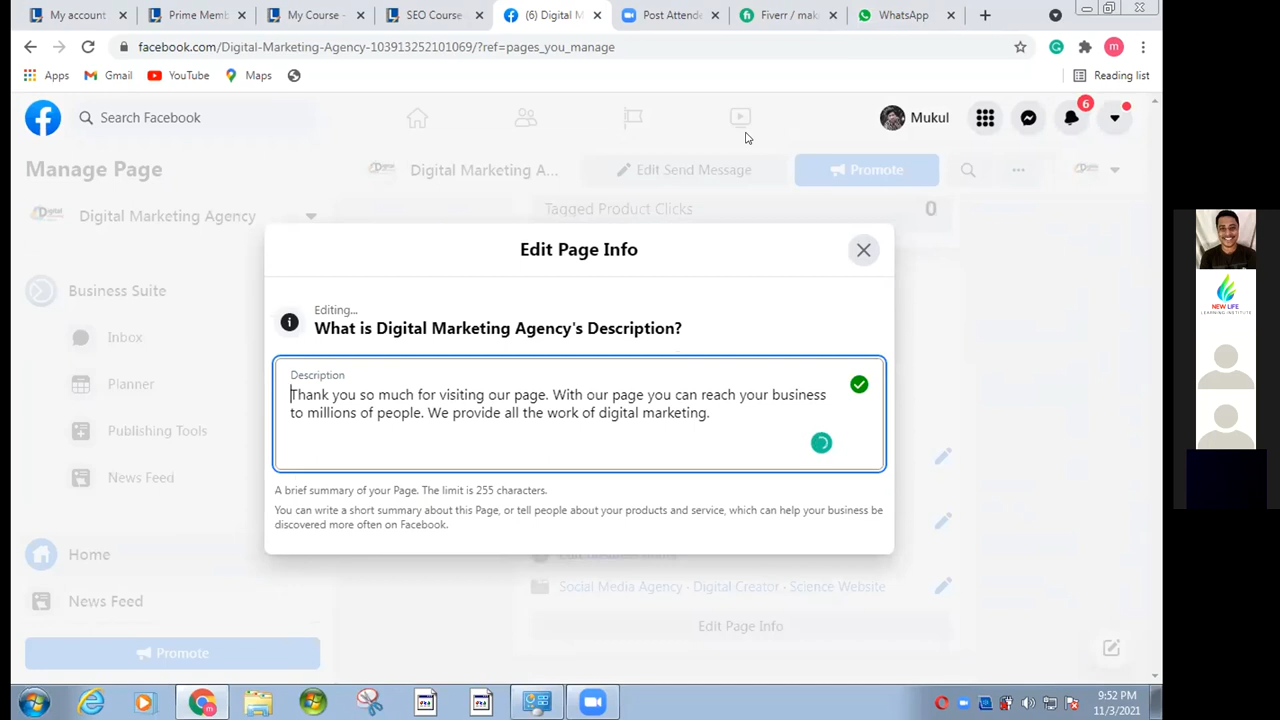 My account
Prime Memb
My Course -
SEO Course
(6) Digital M
Post Attende
Fiverr / mak
WhatsApp
facebook.com/Digital-Marketing-Agency-103913252101069/?ref=pages_you_manage
m
Apps
Gmail
YouTube
Maps
Reading list
Search Facebook
Mukul
6
Manage Page
Digital Marketing A...
Edit Send Message
Promote
Digital Marketing Agency
Tagged Product Clicks
0
Edit Page Info
Business Suite
Editing...
What is Digital Marketing Agency's Description?
Inbox
Description
Thank you so much for visiting our page. With our page you can reach your business
to millions of people. We provide all the work of digital marketing.
Planner
Publishing Tools
News Feed
A brief summary of your Page. The limit is 255 characters.
You can write a short summary about this Page, or tell people about your products and service, which can help your business be
discovered more often on Facebook.
Home
Social Media Agency · Digital Creator · Science Website
News Feed
Edit Page Info
Promote
NEW LIFE
LEARNING INSTITUTE
9:52 PM
11/3/2021